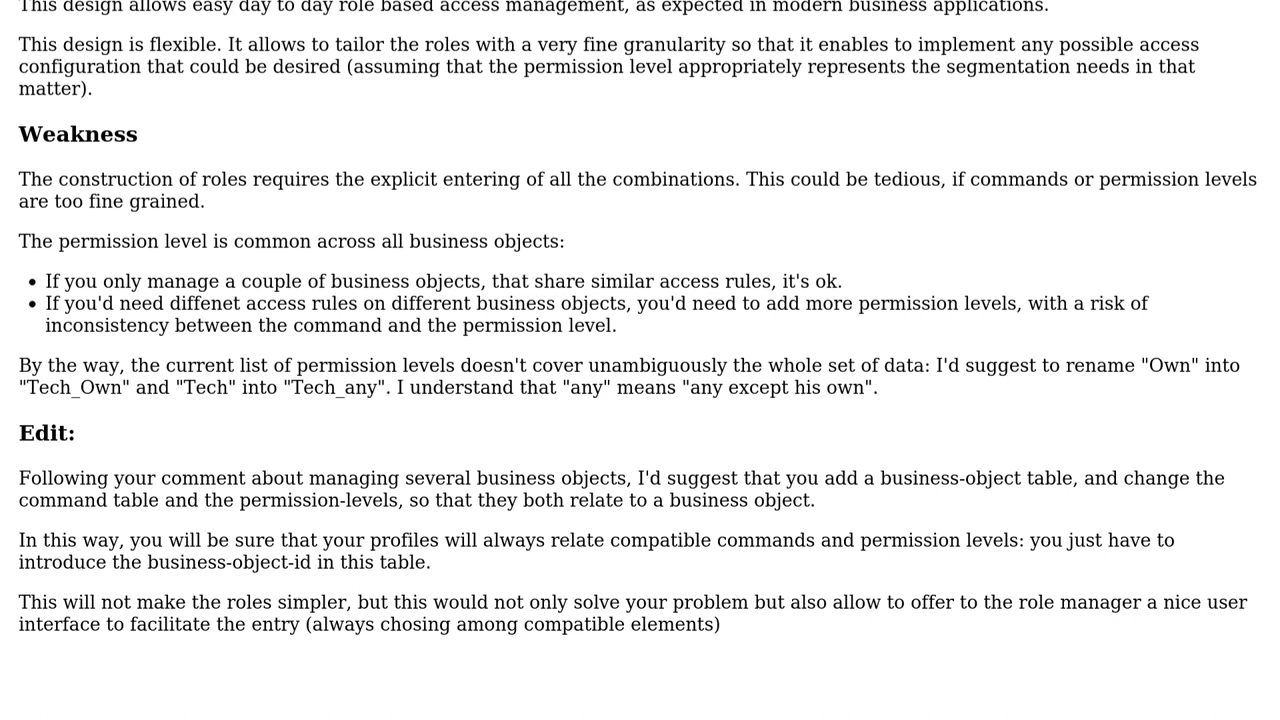 This design allows easy day to day role based access management, as expected in modern business applications.
This design is flexible. It allows to tailor the roles with a very fine granularity so that it enables to implement any possible access
configuration that could be desired (assuming that the permission level appropriately represents the segmentation needs in that
matter).
Weakness
The construction of roles requires the explicit entering of all the combinations. This could be tedious, if commands or permission levels
are too fine grained.
The permission level is common across all business objects:
• If you only manage a couple of business objects, that share similar access rules, it's ok.
• If you'd need diffenet access rules on different business objects, you'd need to add more permission levels, with a risk of
inconsistency between the command and the permission level.
By the way, the current list of permission levels doesn't cover unambiguously the whole set of data: I'd suggest to rename "Own" into
"Tech_Own" and "Tech" into "Tech_any". I understand that "any" means "any except his own".
Edit:
Following your comment about managing several business objects, I'd suggest that you add a business-object table, and change the
command table and the permission-levels, so that they both relate to a business object.
In this way, you will be sure that your profiles will always relate compatible commands and permission levels: you just have to
introduce the business-object-id in this table.
This will not make the roles simpler, but this would not only solve your problem but also allow to offer to the role manager a nice user
interface to facilitate the entry (always chosing among compatible elements)